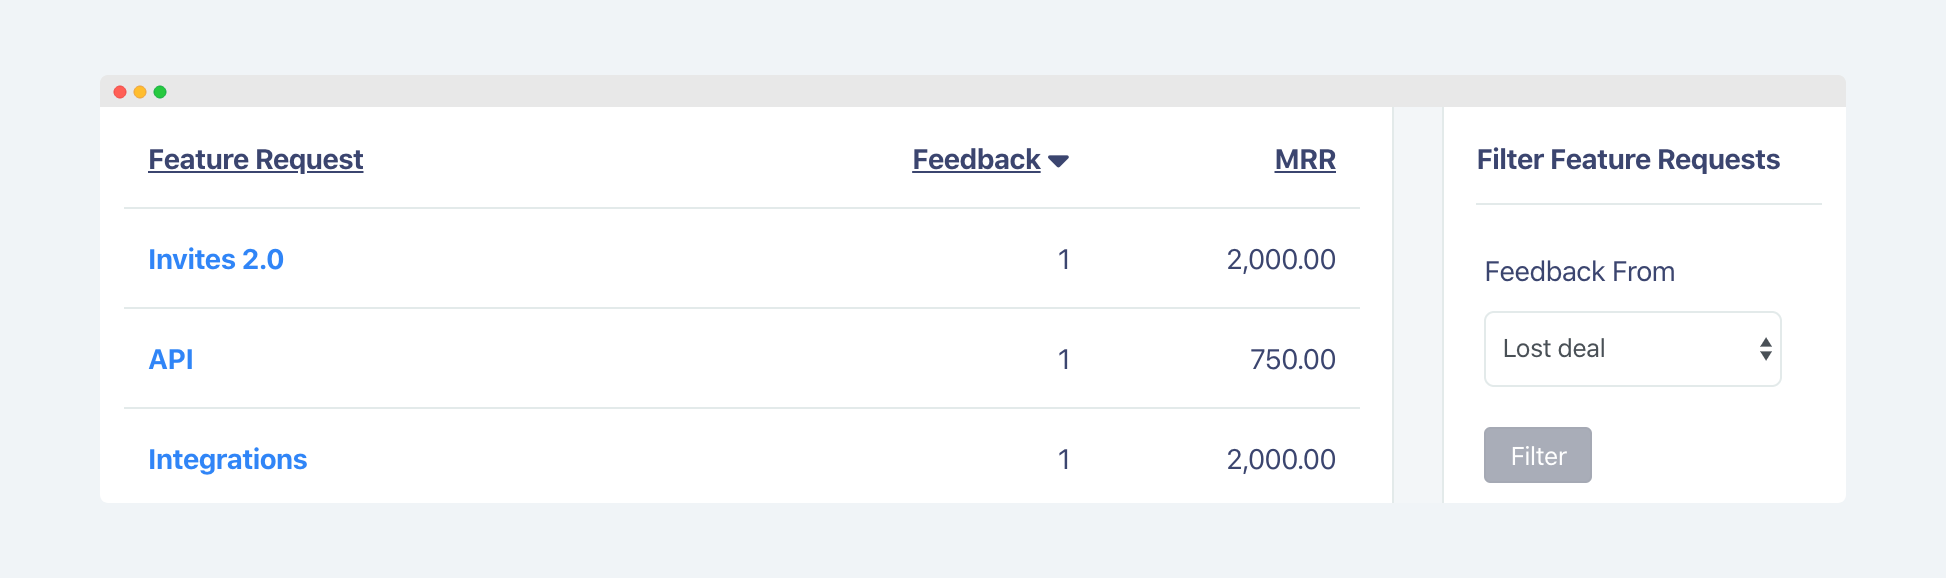 Feature Request Feedback MRR
Invites 2.0 1 2,000.00
API 1 750.00
Integrations 1 2,000.00
Filter Feature Requests
Feedback From
Lost deal
Filter